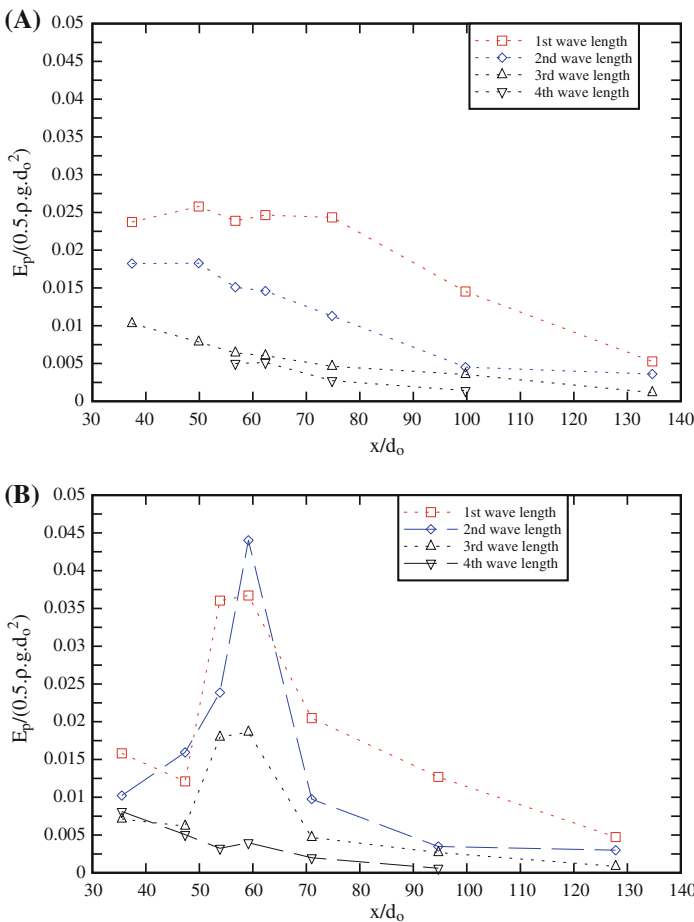 (A)
0.05
0.045
0.04
0.035
0.03
0.025
0.02
0.015
0.01
0.005
0
E_p/(0.5.ρ.g.d_o^2)
1st wave length
2nd wave length
3rd wave length
4th wave length
30 40 50 60 70 80 90 100 110 120 130 140
x/d_o
(B)
0.05
0.045
0.04
0.035
0.03
0.025
0.02
0.015
0.01
0.005
0
E_p/(0.5.ρ.g.d_o^2)
1st wave length
2nd wave length
3rd wave length
4th wave length
30 40 50 60 70 80 90 100 110 120 130 140
x/d_o